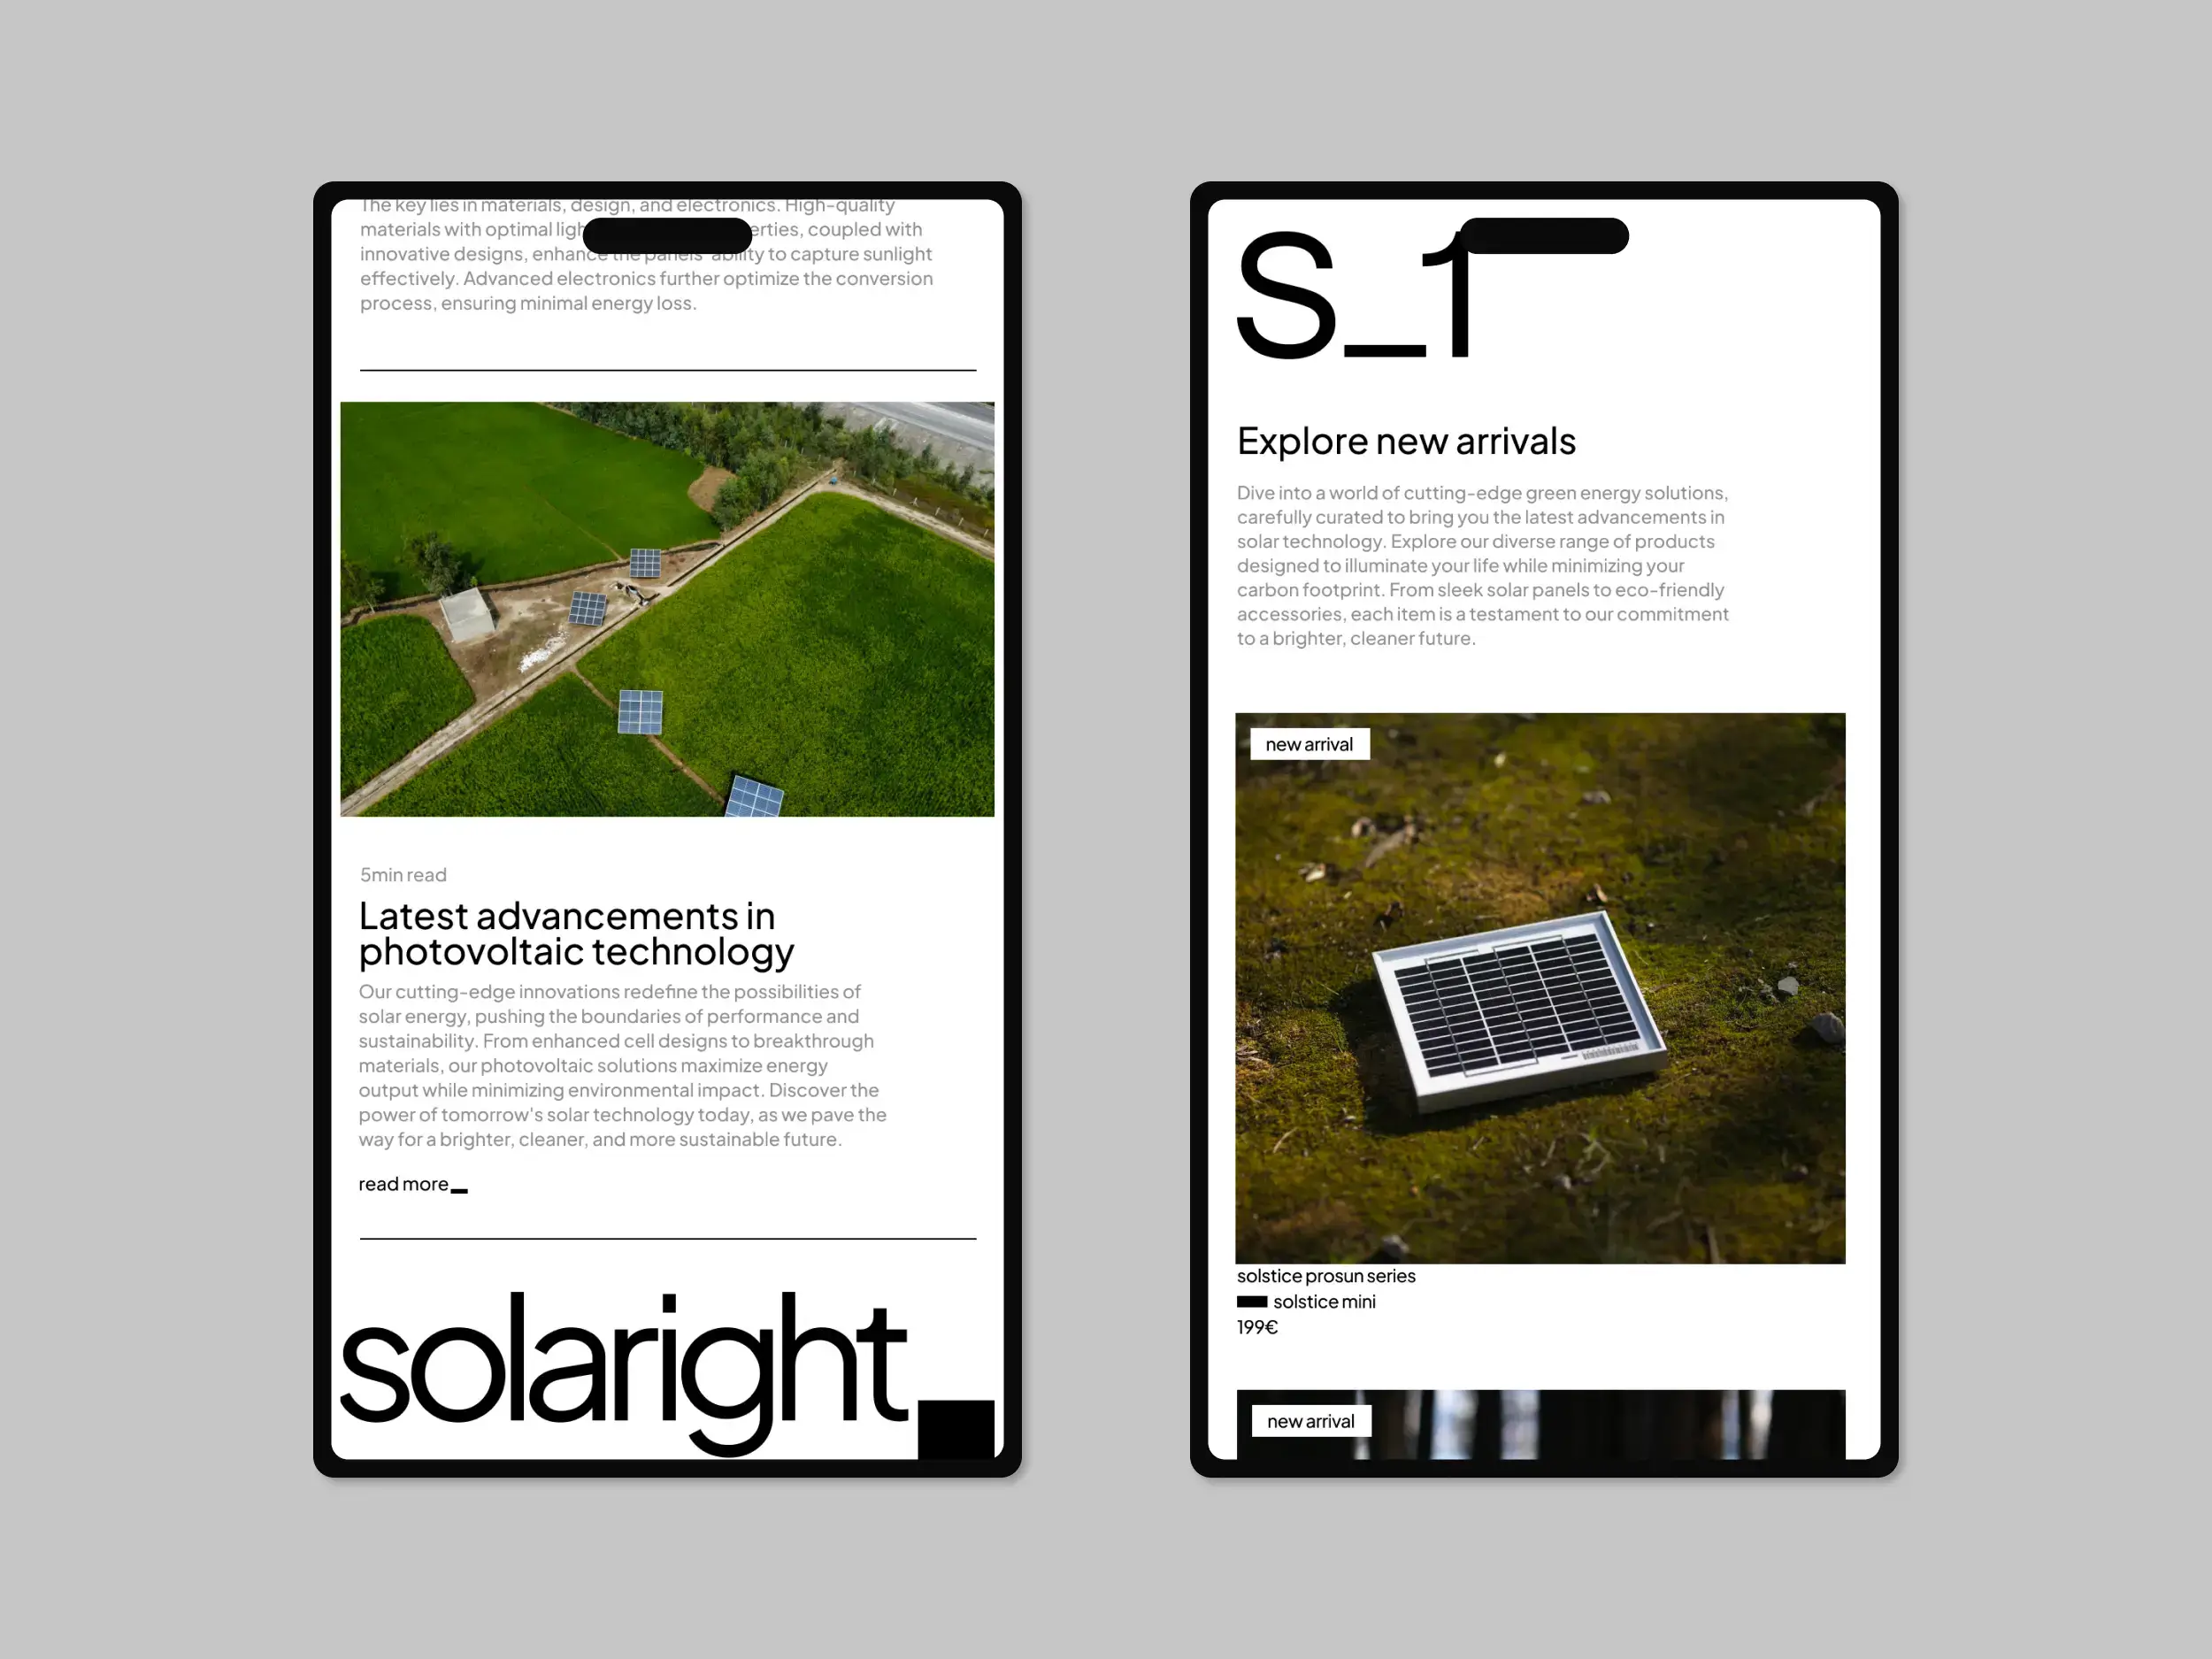 The key lies in materials, design, and electronics. High-quality
materials with optimal ligh erties, coupled with
innovative designs, enhance the panels' ability to capture sunlight
effectively. Advanced electronics further optimize the conversion
process, ensuring minimal energy loss.
5min read
Latest advancements in
photovoltaic technology
Our cutting-edge innovations redefine the possibilities of
solar energy, pushing the boundaries of performance and
sustainability. From enhanced cell designs to breakthrough
materials, our photovoltaic solutions maximize energy
output while minimizing environmental impact. Discover the
power of tomorrow's solar technology today, as we pave the
way for a brighter, cleaner, and more sustainable future.
read more_
solaright
S_1
Explore new arrivals
Dive into a world of cutting-edge green energy solutions,
carefully curated to bring you the latest advancements in
solar technology. Explore our diverse range of products
designed to illuminate your life while minimizing your
carbon footprint. From sleek solar panels to eco-friendly
accessories, each item is a testament to our commitment
to a brighter, cleaner future.
new arrival
solstice prosun series
solstice mini
199€
new arrival